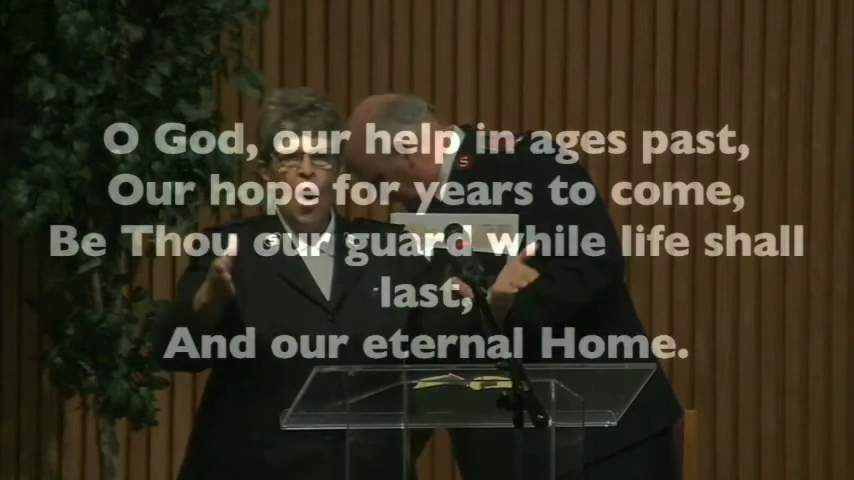 O God, our help in ages past,
Our hope for years to come,
Be Thou our guard while life shall
last,
And our eternal Home.